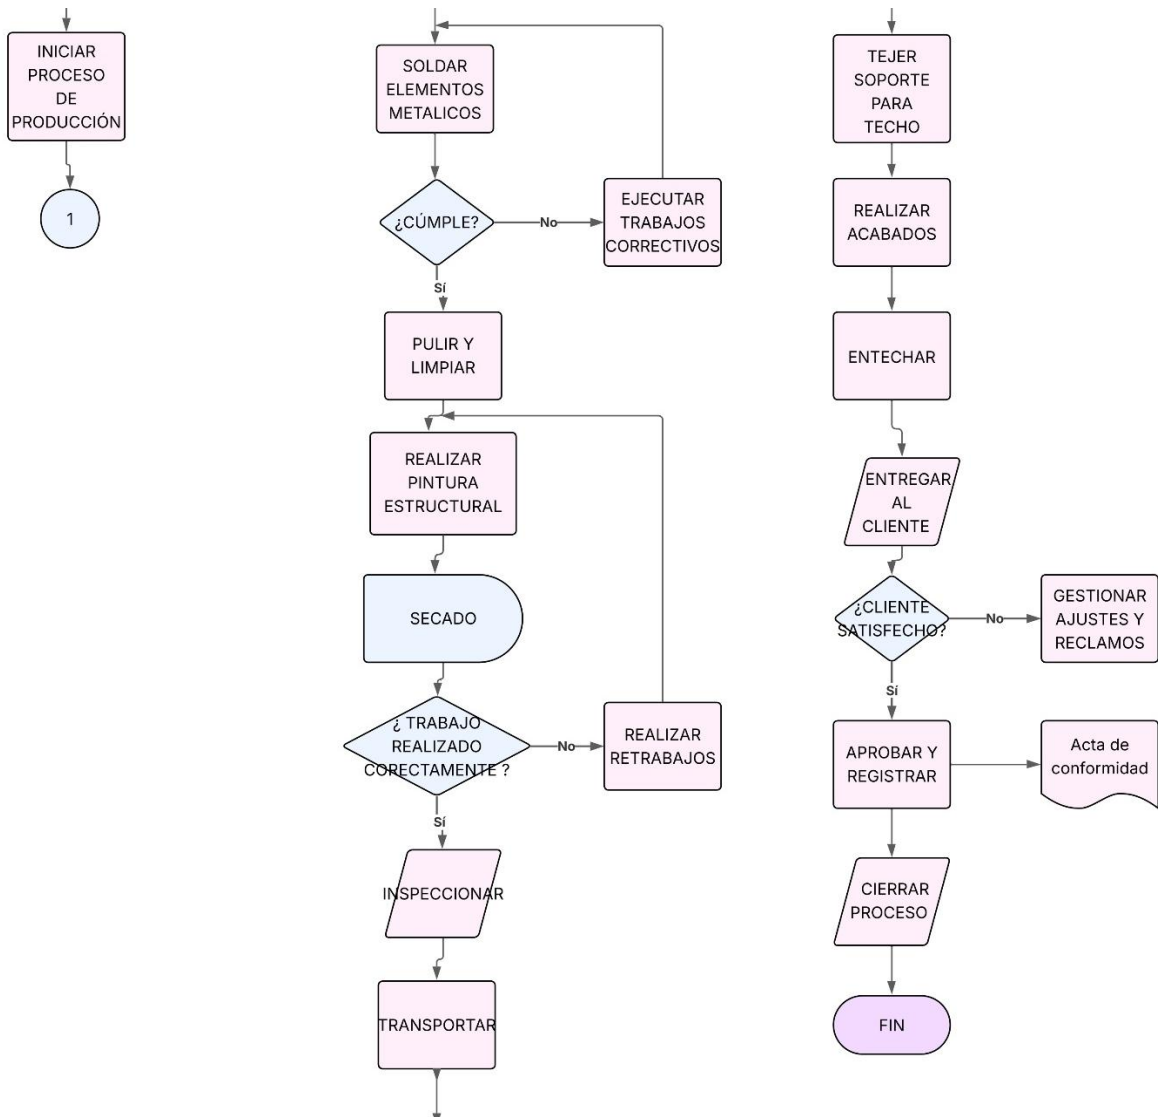 INICIAR
PROCESO
DE
PRODUCCIÓN
1
SOLDAR
ELEMENTOS
METALICOS
¿CÚMPLE?
No
EJECUTAR
TRABAJOS
CORRECTIVOS
Sí
PULIR Y
LIMPIAR
REALIZAR
PINTURA
ESTRUCTURAL
SECADO
¿ TRABAJO
REALIZADO
CORECTAMENTE ?
No
REALIZAR
RETRABAJOS
Sí
INSPECCIONAR
TRANSPORTAR
TEJER
SOPORTE
PARA
TECHO
REALIZAR
ACABADOS
ENTECHAR
ENTREGAR
AL
CLIENTE
¿CLIENTE
SATISFECHO?
No
GESTIONAR
AJUSTES Y
RECLAMOS
Sí
APROBAR Y
REGISTRAR
Acta de
conformidad
CIERRAR
PROCESO
FIN